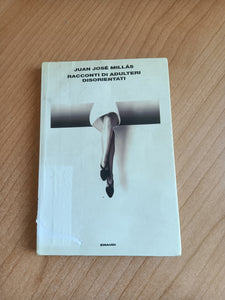 JUAN JOSÉ MILLÁS
RACCONTI DI ADULTERI
DISORIENTATI
EINAUDI